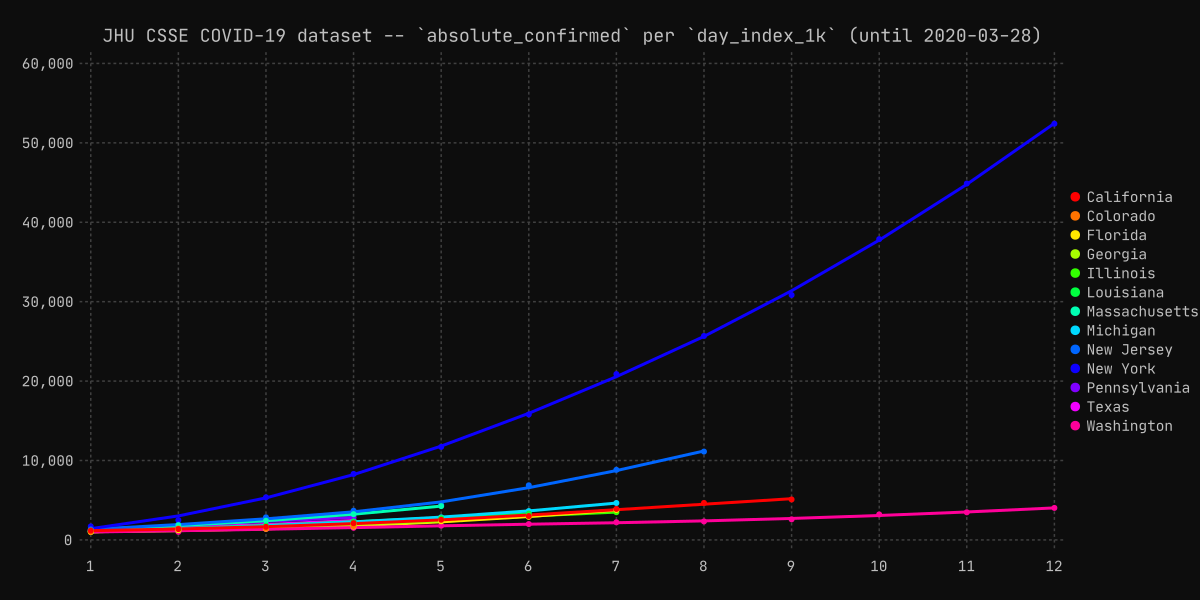 JHU CSSE COVID-19 dataset -- `absolute_confirmed` per `day_index_1k` (until 2020-03-28)
60,000
50,000
40,000
30,000
20,000
10,000
0
1 2 3 4 5 6 7 8 9 10 11 12
California
Colorado
Florida
Georgia
Illinois
Louisiana
Massachusetts
Michigan
New Jersey
New York
Pennsylvania
Texas
Washington